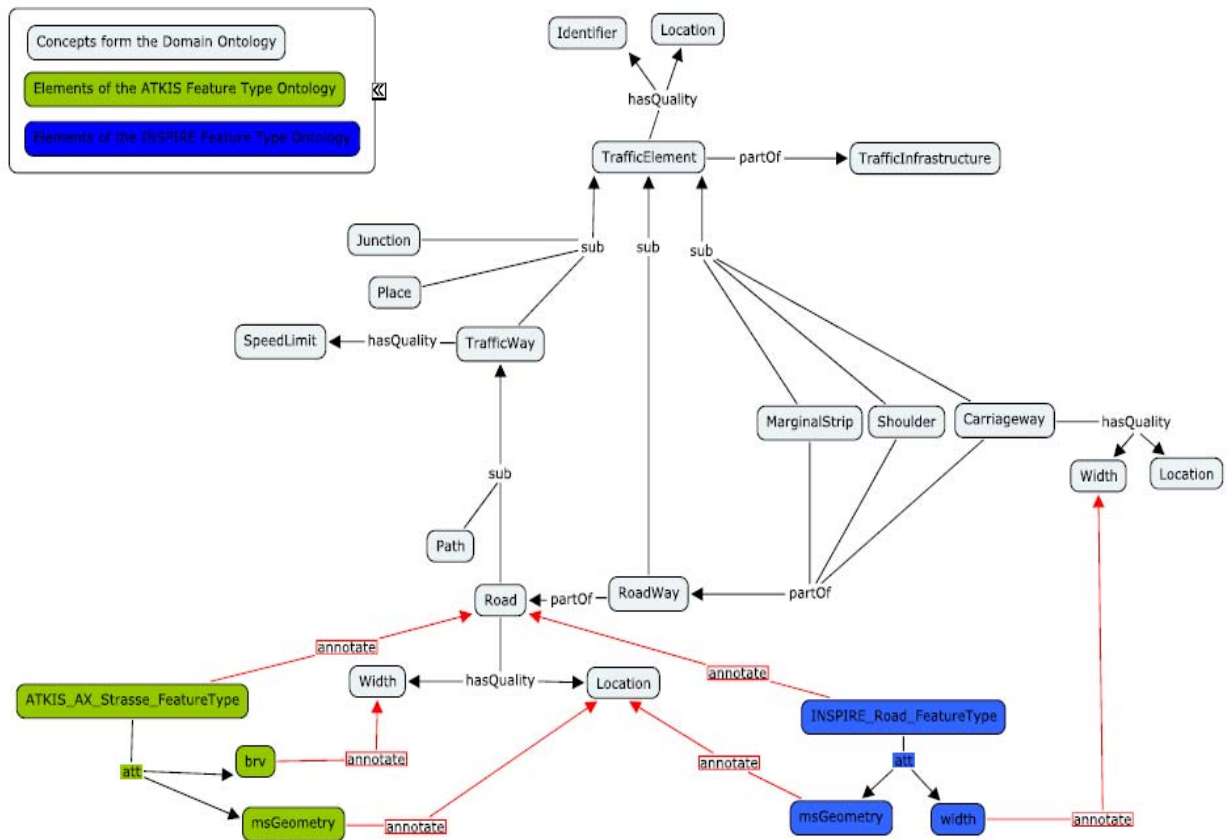 Concepts form the Domain Ontology
Elements of the ATKIS Feature Type Ontology
Elements of the INSPIRE Feature Type Ontology
Identifier
Location
hasQuality
TrafficElement
partOf
TrafficInfrastructure
Junction
sub
sub
sub
Place
SpeedLimit
hasQuality
TrafficWay
MarginalStrip
Shoulder
Carriageway
hasQuality
Width
Location
sub
Path
Road
partOf
RoadWay
partOf
annotate
annotate
ATKIS_AX_Strasse_FeatureType
Width
hasQuality
Location
INSPIRE_Road_FeatureType
att
brv
annotate
annotate
att
msGeometry
annotate
msGeometry
width
annotate